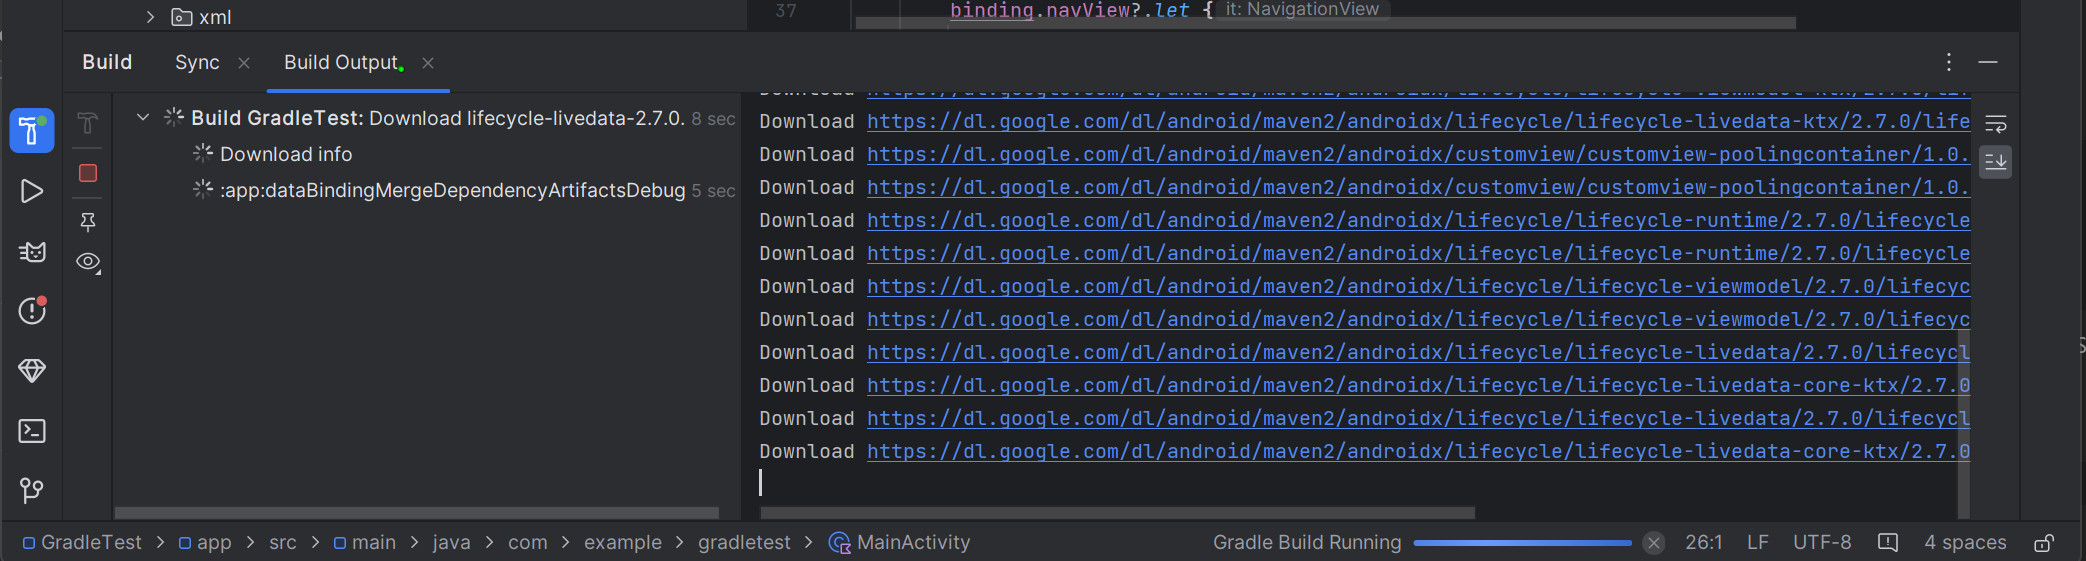 xml
37 binding.navView?.let { it: NavigationView
Build Sync Build Output
Build GradleTest: Download lifecycle-livedata-2.7.0. 8 sec
Download info
:app:dataBindingMergeDependencyArtifactsDebug 5 sec
Download https://dl.google.com/dl/android/maven2/androidx/lifecycle/lifecycle-livedata-ktx/2.7.0/life
Download https://dl.google.com/dl/android/maven2/androidx/customview/customview-poolingcontainer/1.0.
Download https://dl.google.com/dl/android/maven2/androidx/customview/customview-poolingcontainer/1.0.
Download https://dl.google.com/dl/android/maven2/androidx/lifecycle/lifecycle-runtime/2.7.0/lifecycle
Download https://dl.google.com/dl/android/maven2/androidx/lifecycle/lifecycle-runtime/2.7.0/lifecycle
Download https://dl.google.com/dl/android/maven2/androidx/lifecycle/lifecycle-viewmodel/2.7.0/lifecyc
Download https://dl.google.com/dl/android/maven2/androidx/lifecycle/lifecycle-viewmodel/2.7.0/lifecyc
Download https://dl.google.com/dl/android/maven2/androidx/lifecycle/lifecycle-livedata/2.7.0/lifecycl
Download https://dl.google.com/dl/android/maven2/androidx/lifecycle/lifecycle-livedata-core-ktx/2.7.0
Download https://dl.google.com/dl/android/maven2/androidx/lifecycle/lifecycle-livedata/2.7.0/lifecycl
Download https://dl.google.com/dl/android/maven2/androidx/lifecycle/lifecycle-livedata-core-ktx/2.7.0
GradleTest > app > src > main > java > com > example > gradletest > MainActivity Gradle Build Running 26:1 LF UTF-8 4 spaces